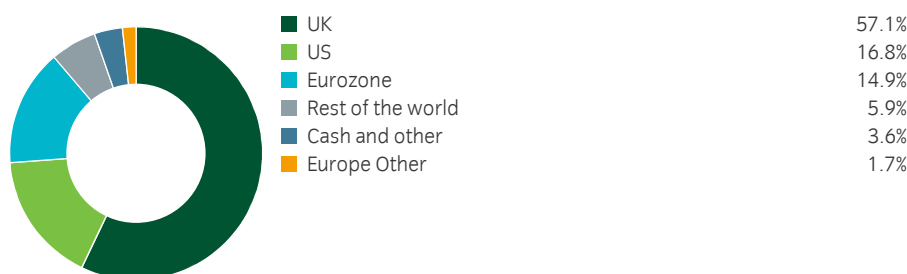 UK 57.1%
US 16.8%
Eurozone 14.9%
Rest of the world 5.9%
Cash and other 3.6%
Europe Other 1.7%